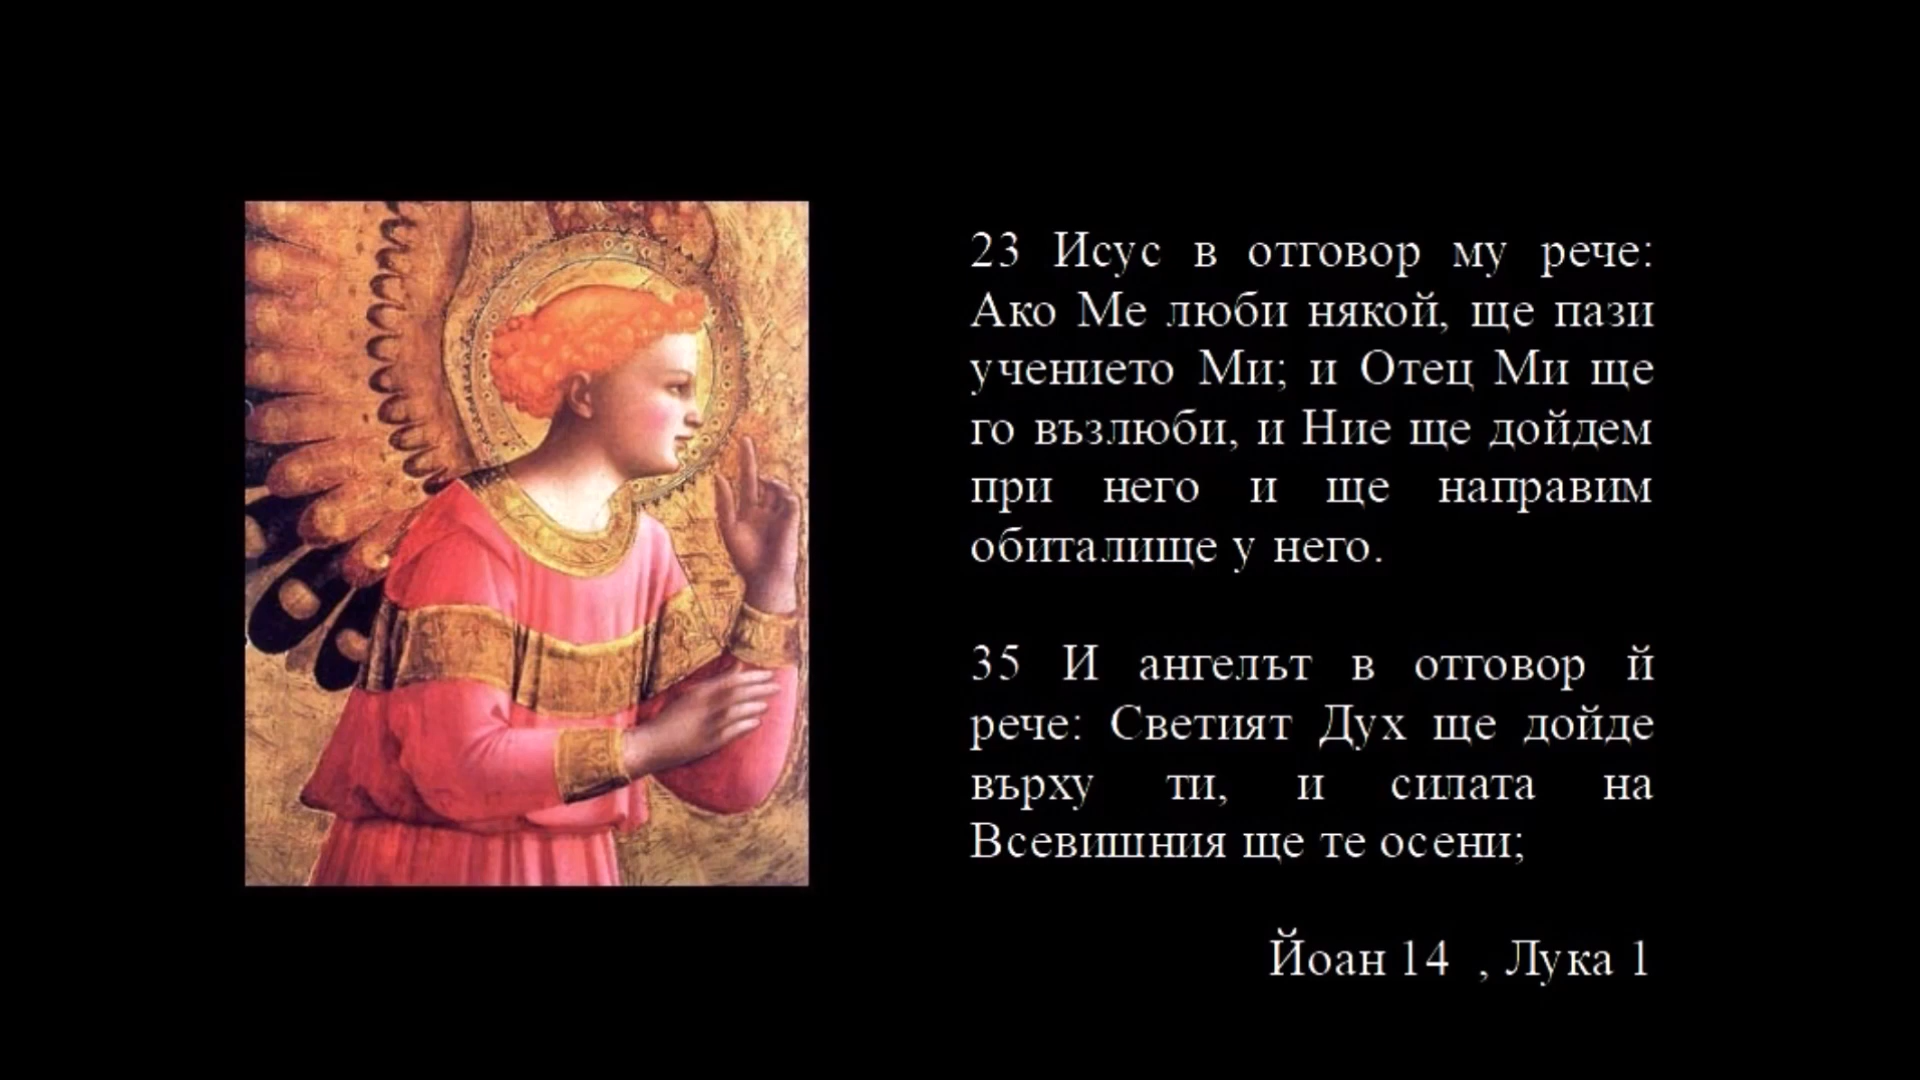 23 Исус в отговор му рече:
Ако Ме люби някой, ще пази
учението Ми; и Отец Ми ще
го възлюби, и Ние ще дойдем
при него и ще направим
обиталище у него.
35 И ангелът в отговор й
рече: Светият Дух ще дойде
върху ти, и силата на
Всевишния ще те осени;
Йоан 14 , Лука 1